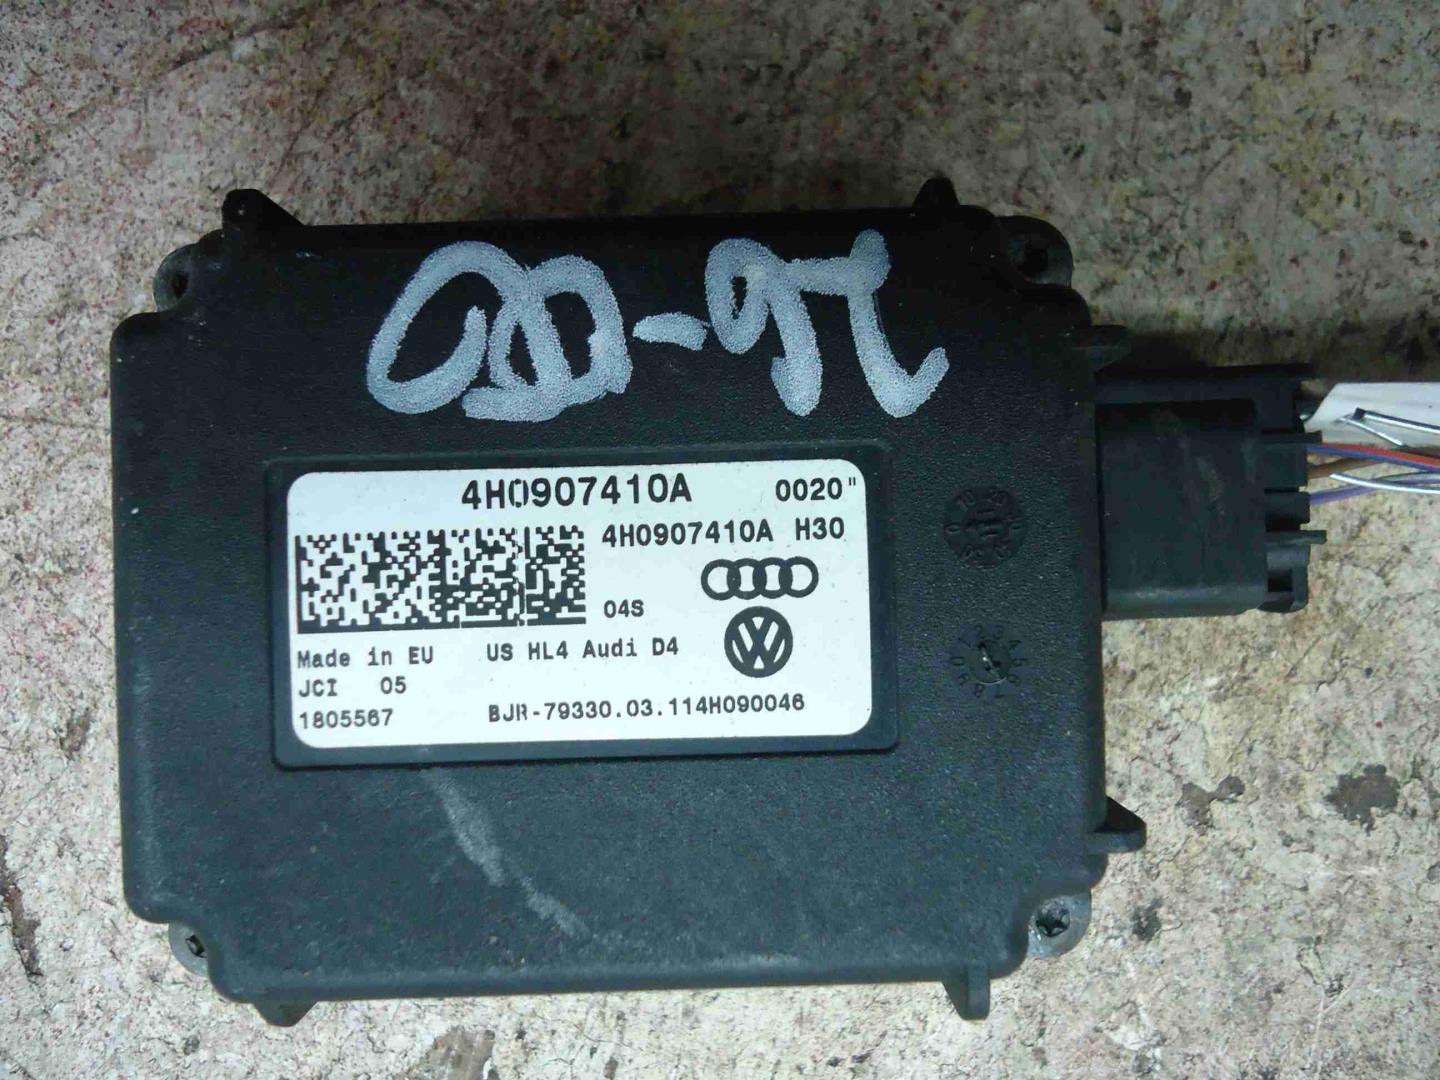 4H0907410A 0020"
4H0907410A H30
04S
Made in EU US HL4 Audi D4
JCI 05
1805567 BJR-79330.03.114H090046